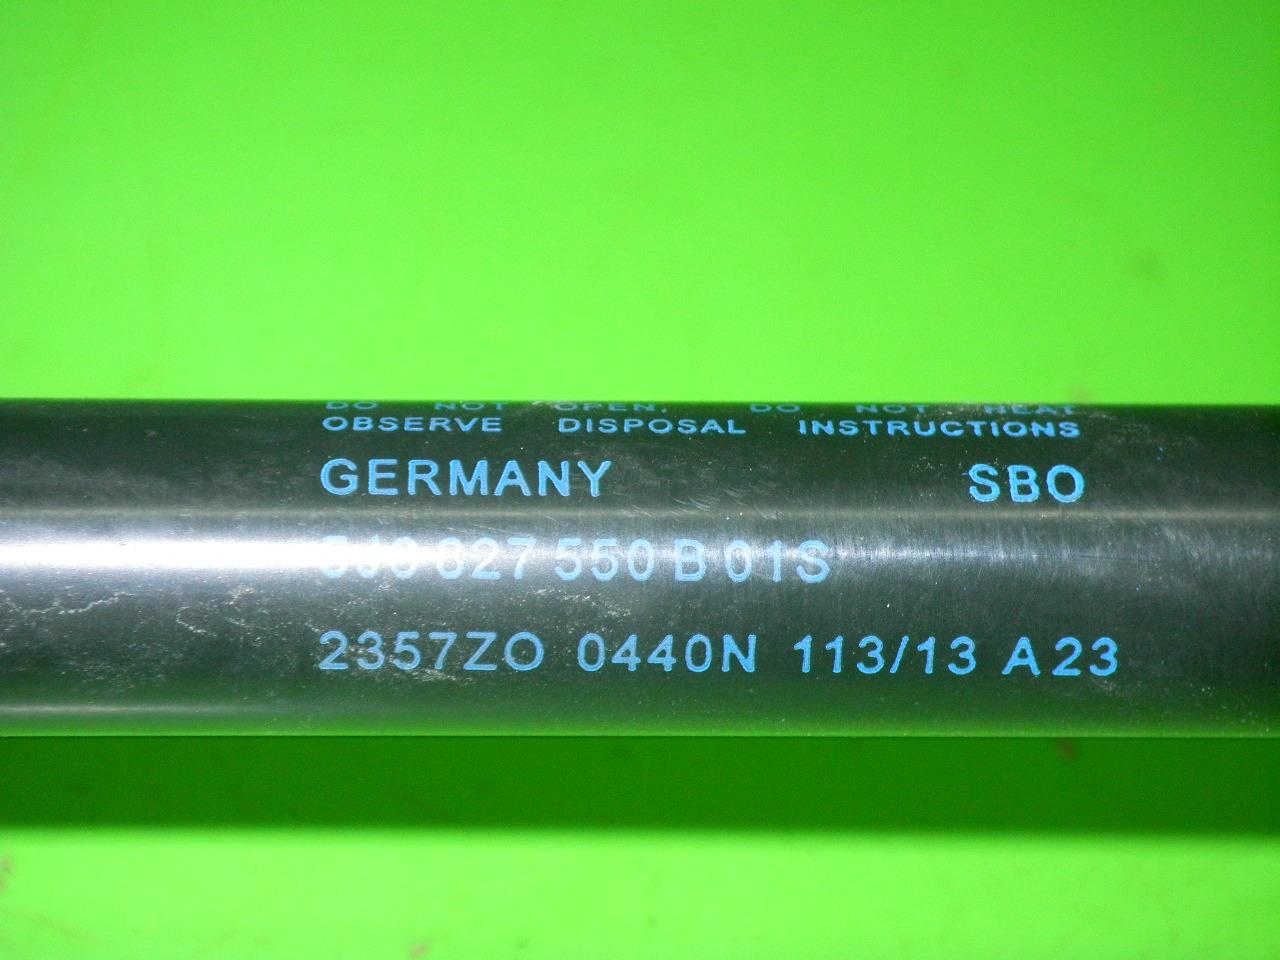 DO NOT OPEN. DO NOT HEAT
OBSERVE DISPOSAL INSTRUCTIONS
GERMANY SBO
5J0 827 550 B 01S
2357ZO 0440N 113/13 A23